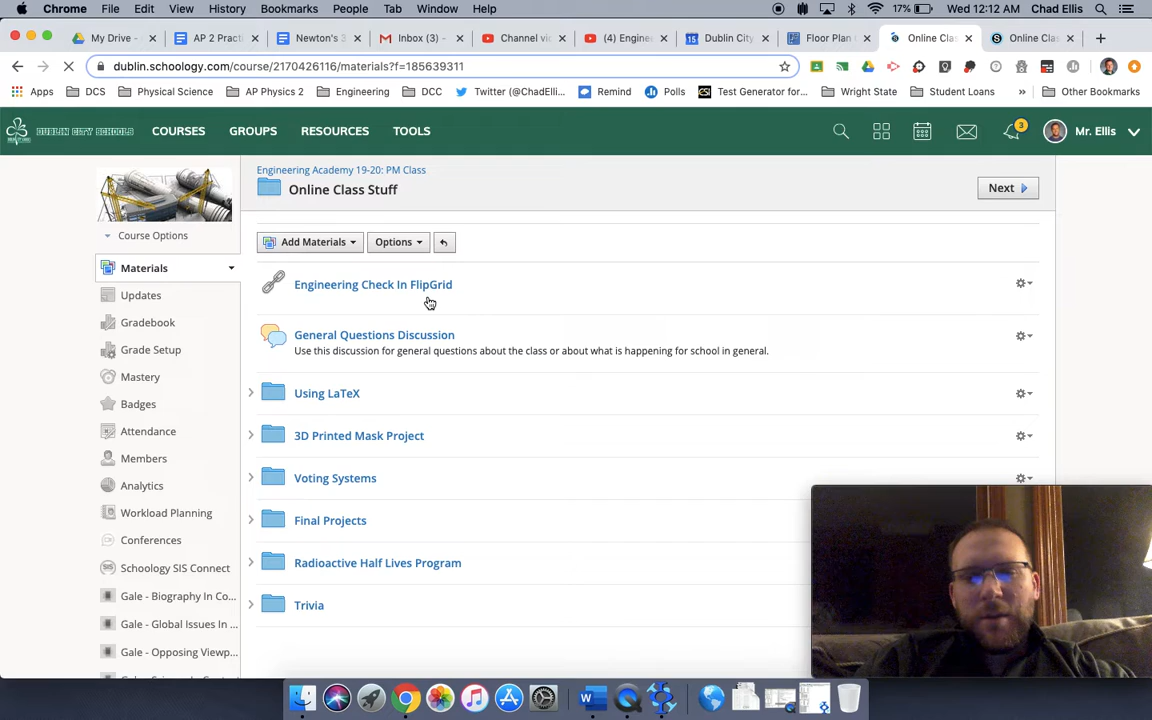 Chrome File Edit View History Bookmarks People Tab Window Help 17% Wed 12:12 AM Chad Ellis
My Drive - AP 2 Practi Newton's 3 Inbox (3) - Channel vi (4) Engine Dublin City Floor Plan Online Clas Online Clas
dublin.schoology.com/course/2170426116/materials?f=185639311
Apps DCS Physical Science AP Physics 2 Engineering DCC Twitter (@ChadElli... Remind Polls Test Generator for... Wright State Student Loans » Other Bookmarks
DUBLIN CITY SCHOOLS COURSES GROUPS RESOURCES TOOLS 3 Mr. Ellis
Engineering Academy 19-20: PM Class
Online Class Stuff
Next
Course Options
Add Materials Options
Materials
Engineering Check In FlipGrid
Updates
Gradebook
General Questions Discussion
Use this discussion for general questions about the class or about what is happening for school in general.
Grade Setup
Mastery
Using LaTeX
Badges
Attendance
3D Printed Mask Project
Members
Voting Systems
Analytics
Workload Planning
Final Projects
Conferences
Radioactive Half Lives Program
Schoology SIS Connect
Gale - Biography In Co...
Trivia
Gale - Global Issues In ...
Gale - Opposing Viewp...